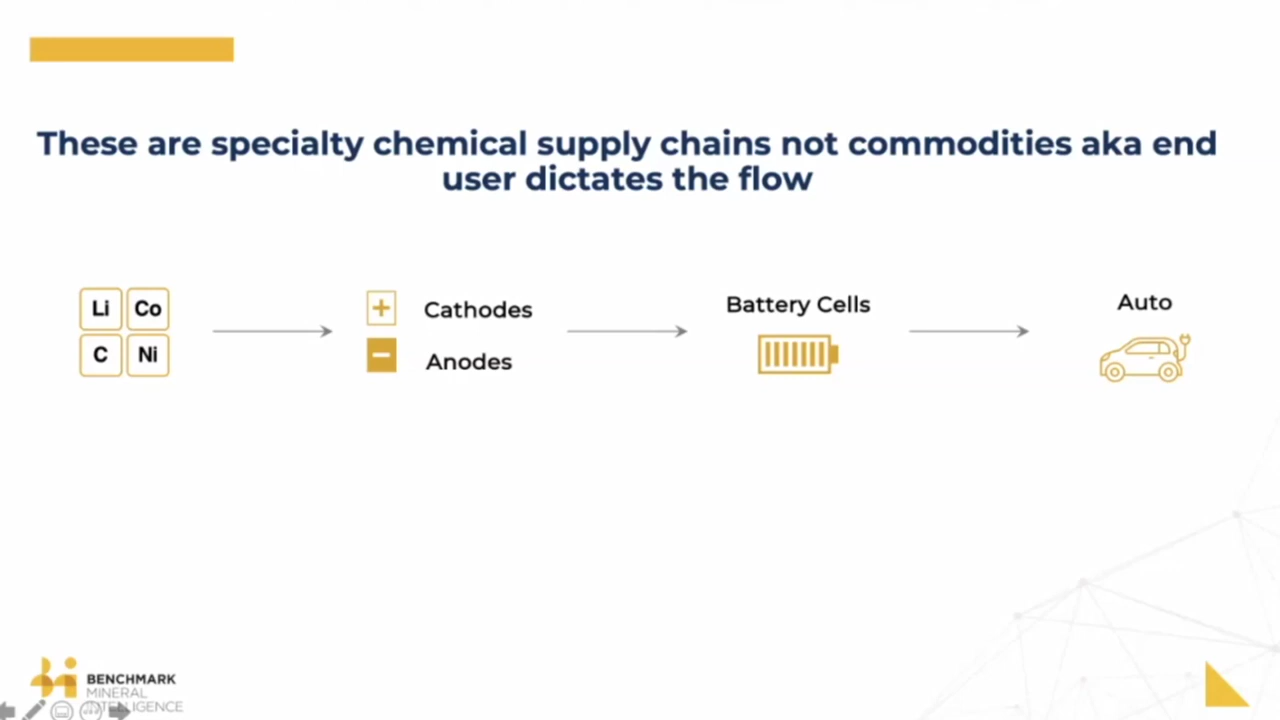 These are specialty chemical supply chains not commodities aka end
user dictates the flow
Li Co
C Ni
+ Cathodes
− Anodes
Battery Cells
Auto
BENCHMARK
MINERAL
INTELLIGENCE